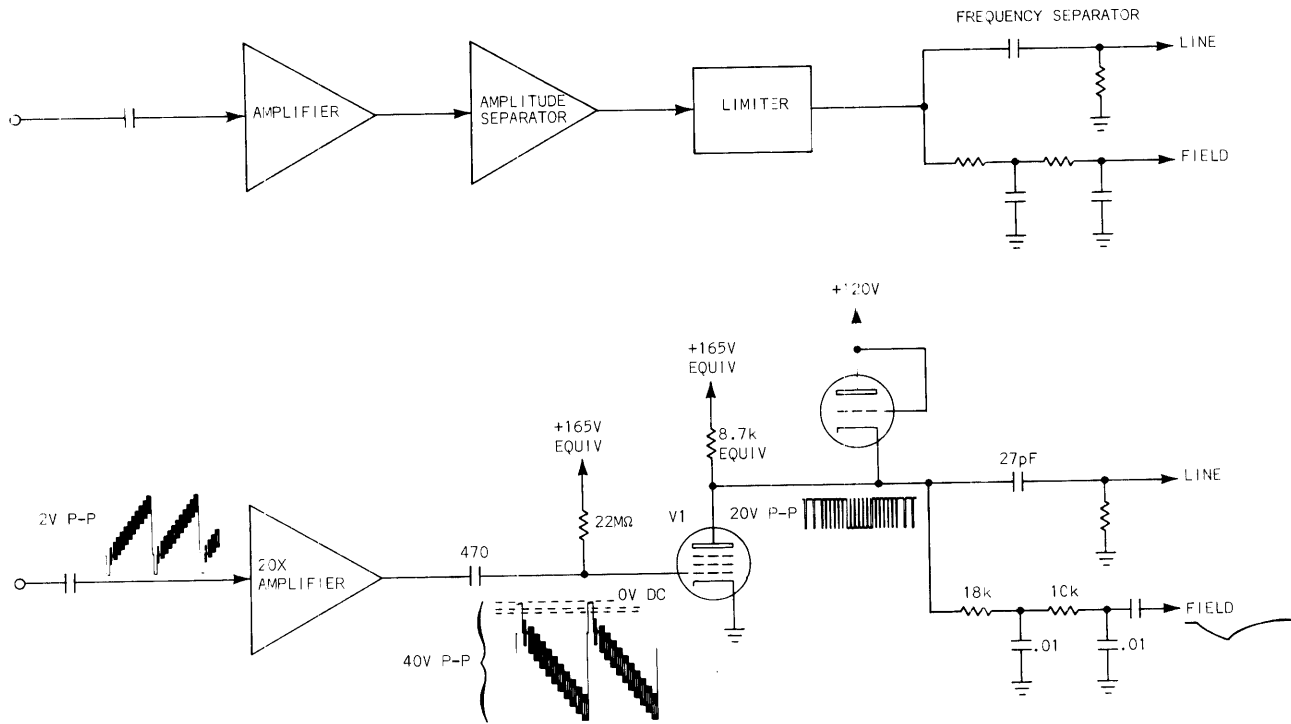 FREQUENCY SEPARATOR
LINE
AMPLIFIER
AMPLITUDE
SEPARATOR
LIMITER
FIELD
+120V
+165V
EQUIV
+165V
EQUIV
8.7k
EQUIV
27pF
LINE
2V P-P
22MΩ
V1
20V P-P
20X
AMPLIFIER
470
0V DC
18k
10k
FIELD
.01
.01
40V P-P